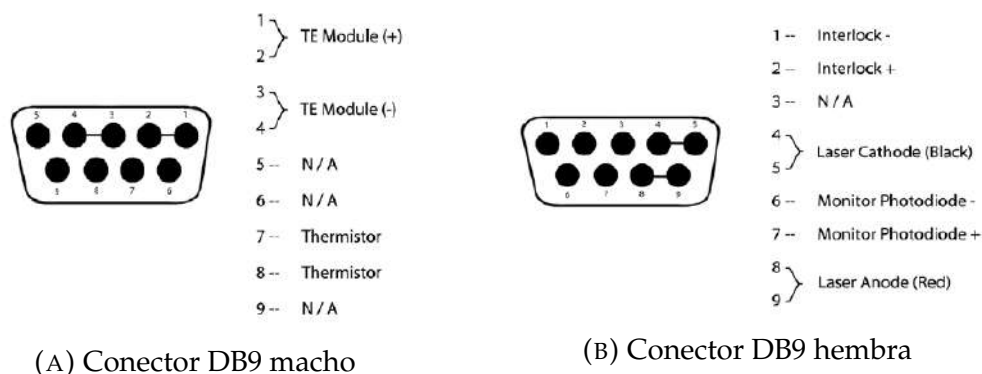 1
2
TE Module (+)
3
4
TE Module (-)
5 -- N / A
6 -- N / A
7 -- Thermistor
8 -- Thermistor
9 -- N / A
5 4 3 2 1
9 8 7 6
(A) Conector DB9 macho
1 -- Interlock -
2 -- Interlock +
3 -- N / A
4
5
Laser Cathode (Black)
6 -- Monitor Photodiode -
7 -- Monitor Photodiode +
8
9
Laser Anode (Red)
1 2 3 4 5
6 7 8 9
(B) Conector DB9 hembra